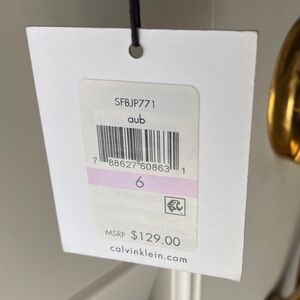 SFBJP771
aub
7 88627 60863 1
6
MSRP $129.00
calvinklein.com